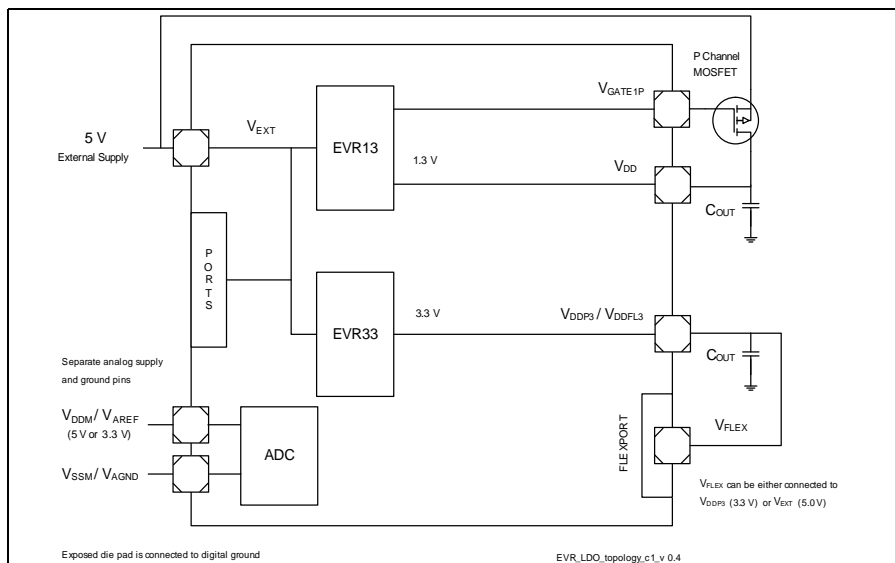 P Channel
MOSFET
VGATE1P
5 V
External Supply
VEXT
EVR13
1.3 V
VDD
COUT
PORTS
EVR33
3.3 V
VDDP3 / VDDFL3
COUT
Separate analog supply
and ground pins
VDDM / VAREF
(5 V or 3.3 V)
ADC
VSSM / VAGND
FLEXPORT
VFLEX
VFLEX can be either connected to
VDDP3 (3.3 V) or VEXT (5.0 V)
Exposed die pad is connected to digital ground
EVR_LDO_topology_c1_v 0.4